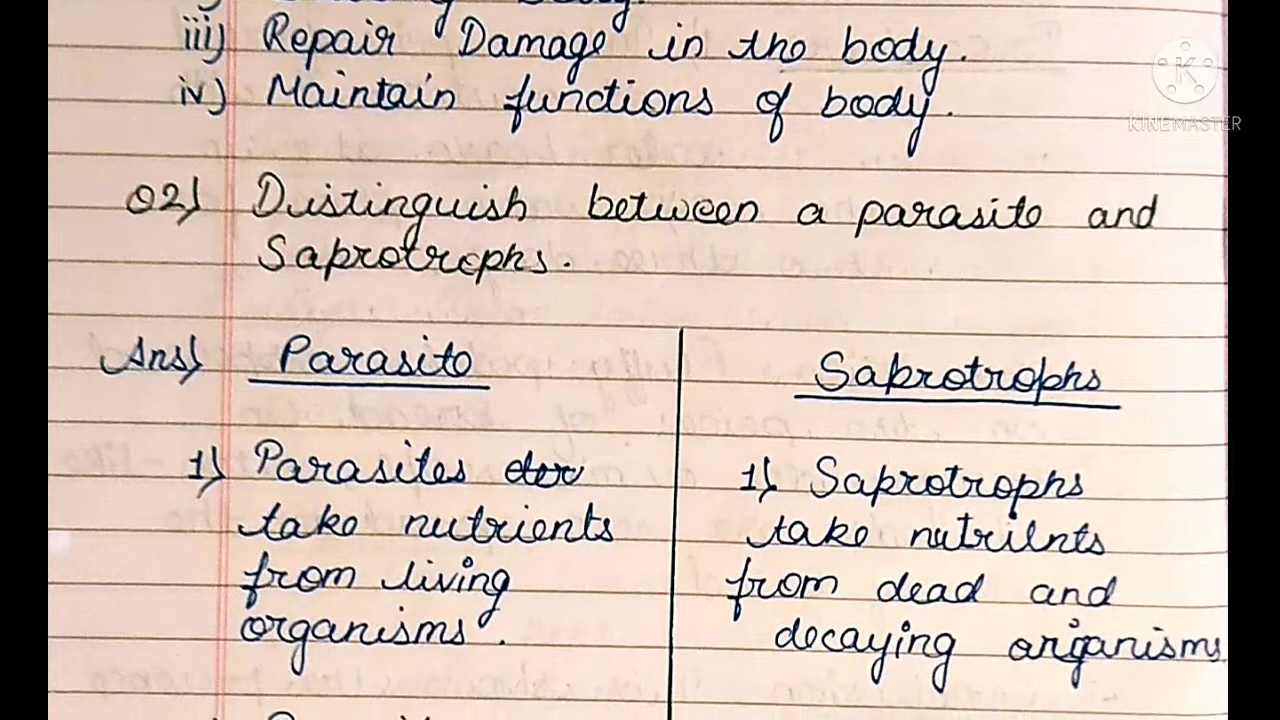 iii) Repair Damage in the body.
iv) Maintain functions of body.
KINEMASTER
Q2) Distinguish between a parasite and
Saprotrophs.
Ans) Parasite
Saprotrophs
1) Parasites
take nutrients
from living
organisms.
1) Saprotrophs
take nutrients
from dead and
decaying organisms